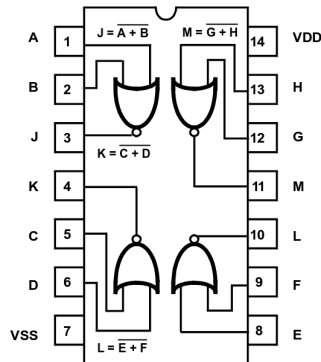 A 1 J = A + B M = G + H 14 VDD
B 2 13 H
J 3 12 G
K = C + D
K 4 11 M
C 5 10 L
D 6 9 F
VSS 7 8 E
L = E + F